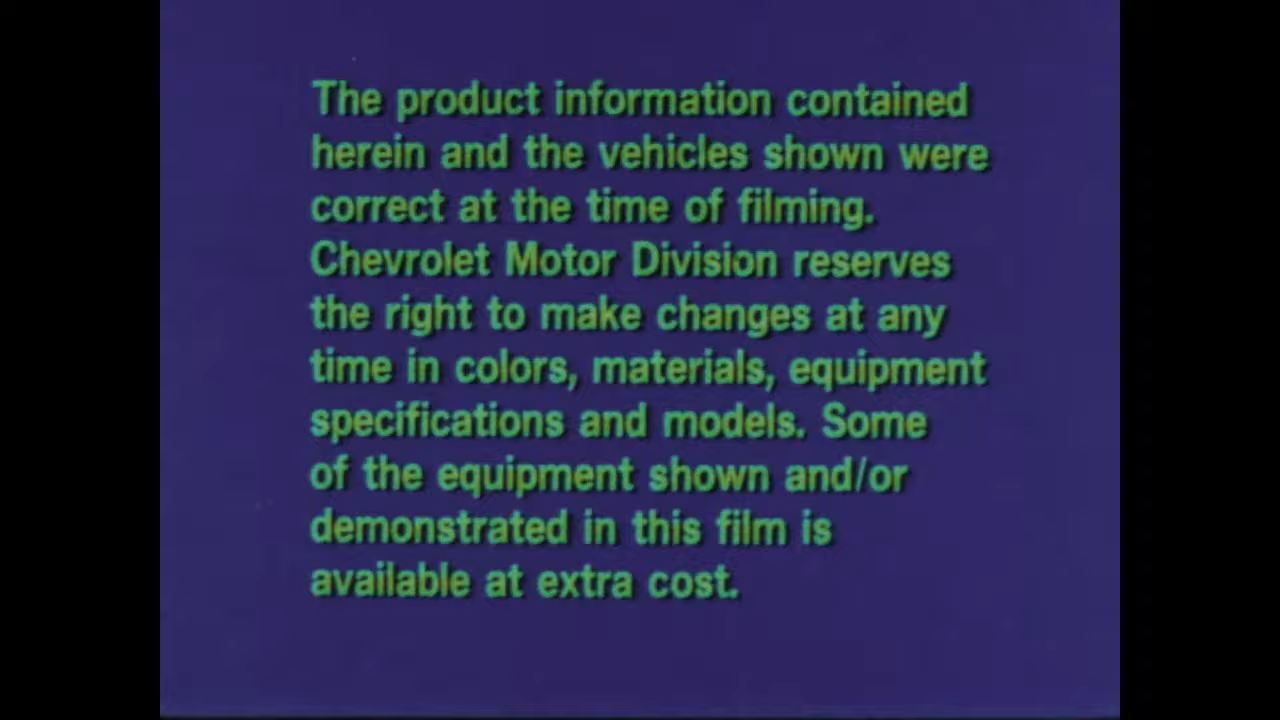 The product information contained
herein and the vehicles shown were
correct at the time of filming.
Chevrolet Motor Division reserves
the right to make changes at any
time in colors, materials, equipment
specifications and models. Some
of the equipment shown and/or
demonstrated in this film is
available at extra cost.